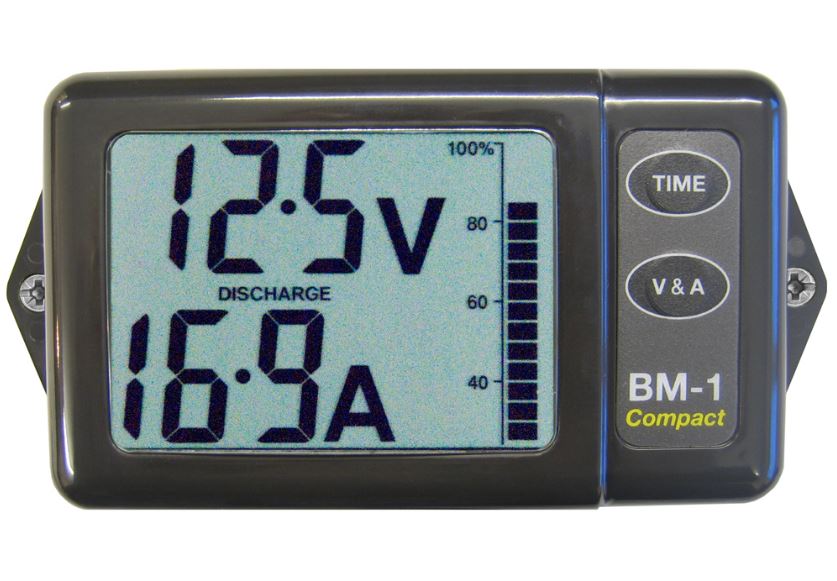 12.5V
DISCHARGE
16.9A
100%
80
60
40
TIME
V & A
BM-1
Compact